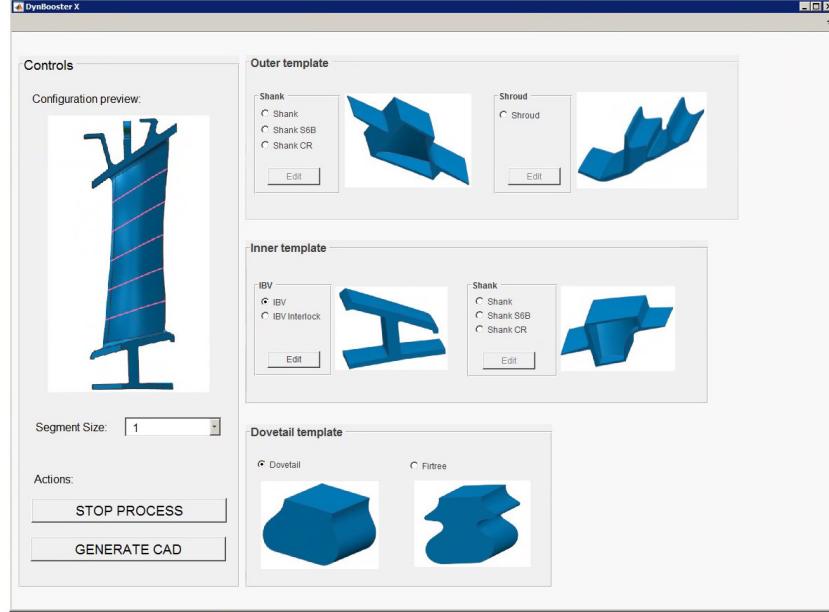 DynBooster X
Controls
Configuration preview:
Segment Size: 1
Actions:
STOP PROCESS
GENERATE CAD
Outer template
Shank
Shank
Shank S6B
Shank CR
Edit
Shroud
Shroud
Edit
Inner template
IBV
IBV
IBV Interlock
Edit
Shank
Shank
Shank S6B
Shank CR
Edit
Dovetail template
Dovetail
Firtree